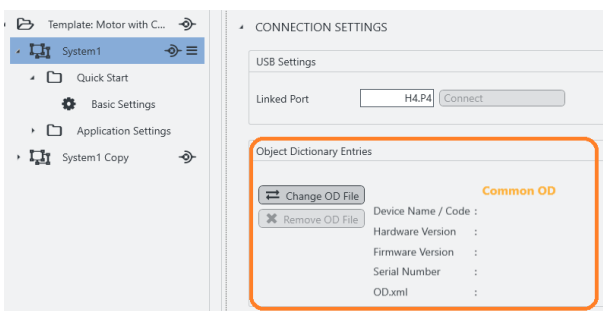 Template: Motor with C...
System1
Quick Start
Basic Settings
Application Settings
System1 Copy
CONNECTION SETTINGS
USB Settings
Linked Port H4.P4 Connect
Object Dictionary Entries
Change OD File
Remove OD File
Common OD
Device Name / Code :
Hardware Version :
Firmware Version :
Serial Number :
OD.xml :